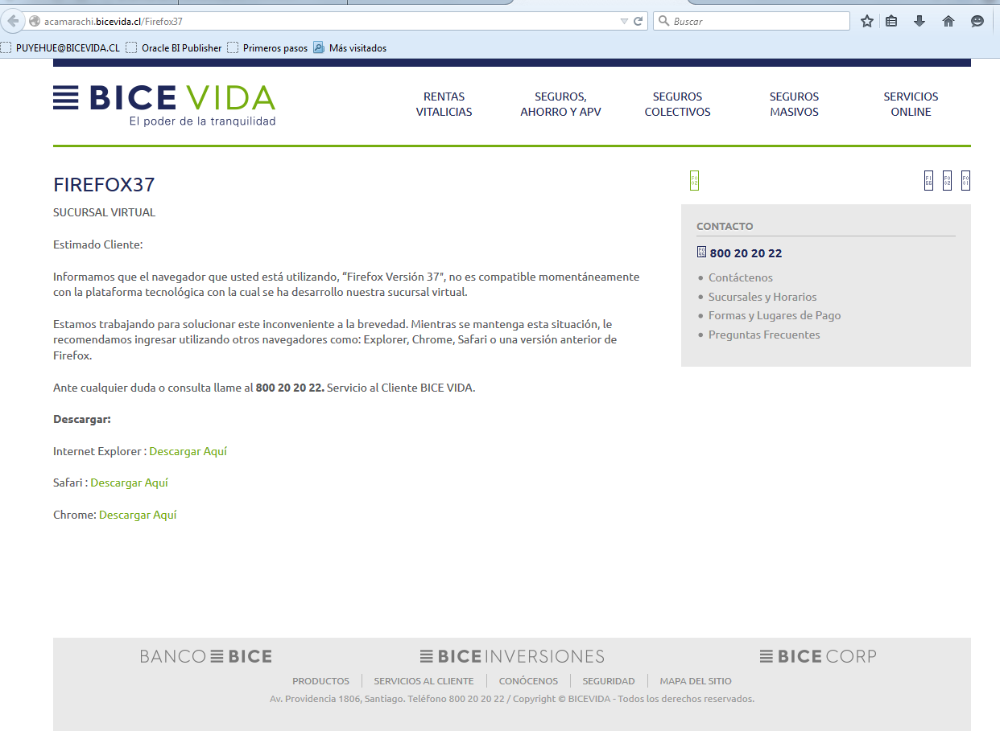 acamarachi.bicevida.cl/Firefox37
Buscar
PUYEHUE@BICEVIDA.CL Oracle BI Publisher Primeros pasos Más visitados
BICE VIDA
El poder de la tranquilidad
RENTAS VITALICIAS
SEGUROS, AHORRO Y APV
SEGUROS COLECTIVOS
SEGUROS MASIVOS
SERVICIOS ONLINE
FIREFOX37
SUCURSAL VIRTUAL
Estimado Cliente:
Informamos que el navegador que usted está utilizando, “Firefox Versión 37″, no es compatible momentáneamente
con la plataforma tecnológica con la cual se ha desarrollo nuestra sucursal virtual.
Estamos trabajando para solucionar este inconveniente a la brevedad. Mientras se mantenga esta situación, le
recomendamos ingresar utilizando otros navegadores como: Explorer, Chrome, Safari o una versión anterior de
Firefox.
Ante cualquier duda o consulta llame al 800 20 20 22. Servicio al Cliente BICE VIDA.
Descargar:
Internet Explorer : Descargar Aquí
Safari : Descargar Aquí
Chrome: Descargar Aquí
CONTACTO
800 20 20 22
Contáctenos
Sucursales y Horarios
Formas y Lugares de Pago
Preguntas Frecuentes
BANCO BICE
BICE INVERSIONES
BICE CORP
PRODUCTOS SERVICIOS AL CLIENTE CONÓCENOS SEGURIDAD MAPA DEL SITIO
Av. Providencia 1806, Santiago. Teléfono 800 20 20 22 / Copyright © BICEVIDA - Todos los derechos reservados.